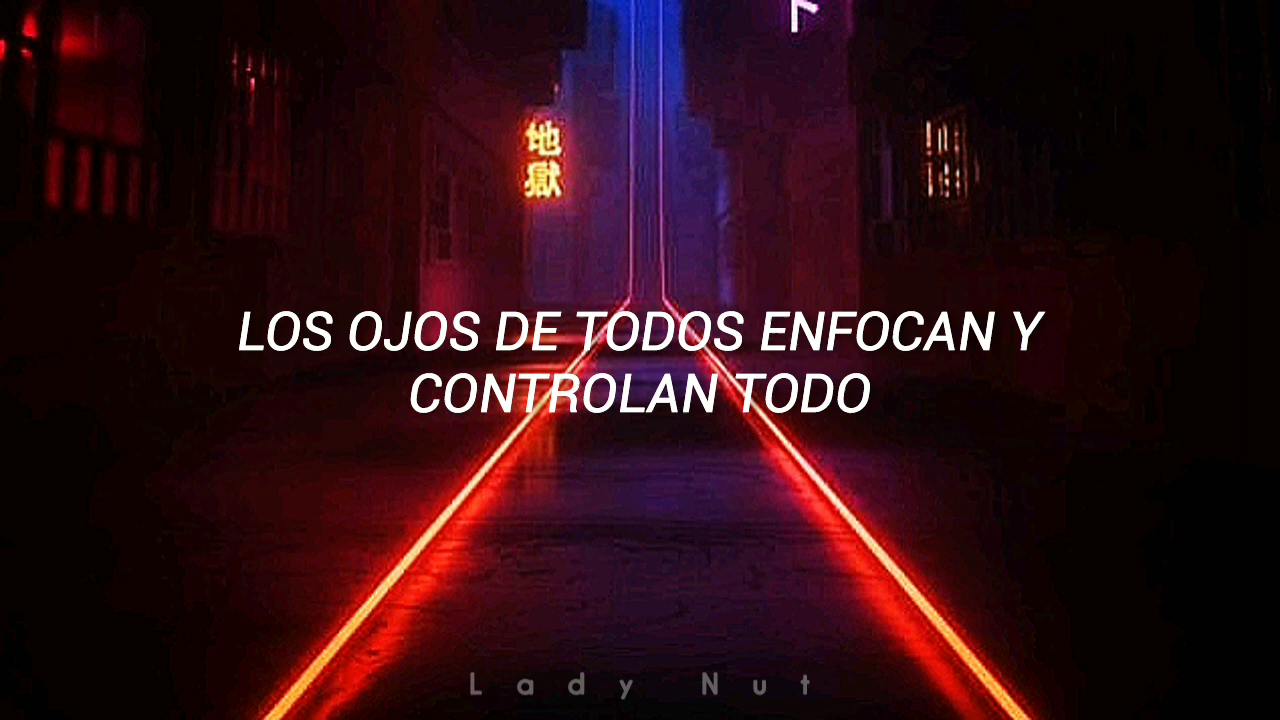 地獄
LOS OJOS DE TODOS ENFOCAN Y
CONTROLAN TODO
Lady Nut